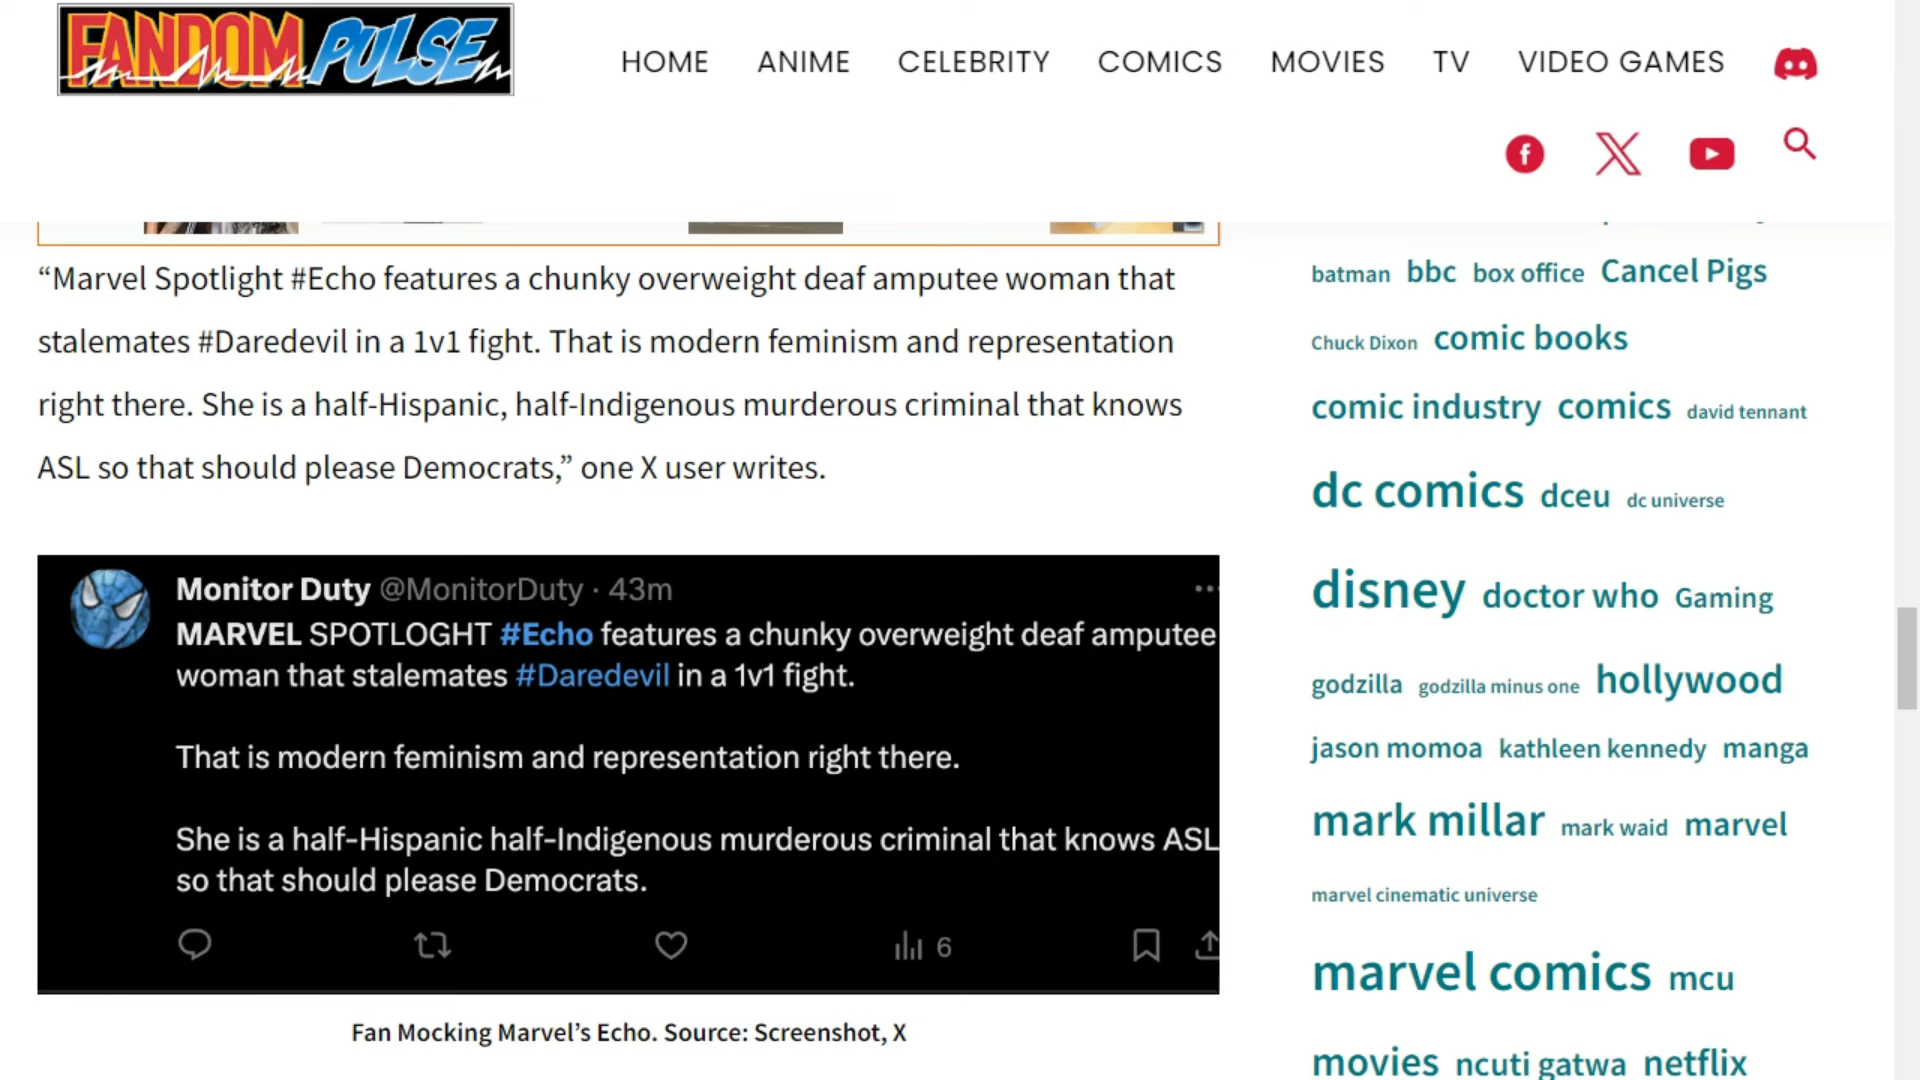 FANDOM PULSE
HOME ANIME CELEBRITY COMICS MOVIES TV VIDEO GAMES
“Marvel Spotlight #Echo features a chunky overweight deaf amputee woman that
stalemates #Daredevil in a 1v1 fight. That is modern feminism and representation
right there. She is a half-Hispanic, half-Indigenous murderous criminal that knows
ASL so that should please Democrats,” one X user writes.
Monitor Duty @MonitorDuty · 43m
MARVEL SPOTLOGHT #Echo features a chunky overweight deaf amputee
woman that stalemates #Daredevil in a 1v1 fight.
That is modern feminism and representation right there.
She is a half-Hispanic half-Indigenous murderous criminal that knows ASL
so that should please Democrats.
6
Fan Mocking Marvel’s Echo. Source: Screenshot, X
batman bbc box office Cancel Pigs
Chuck Dixon comic books
comic industry comics david tennant
dc comics dceu dc universe
disney doctor who Gaming
godzilla godzilla minus one hollywood
jason momoa kathleen kennedy manga
mark millar mark waid marvel
marvel cinematic universe
marvel comics mcu
movies ncuti gatwa netflix